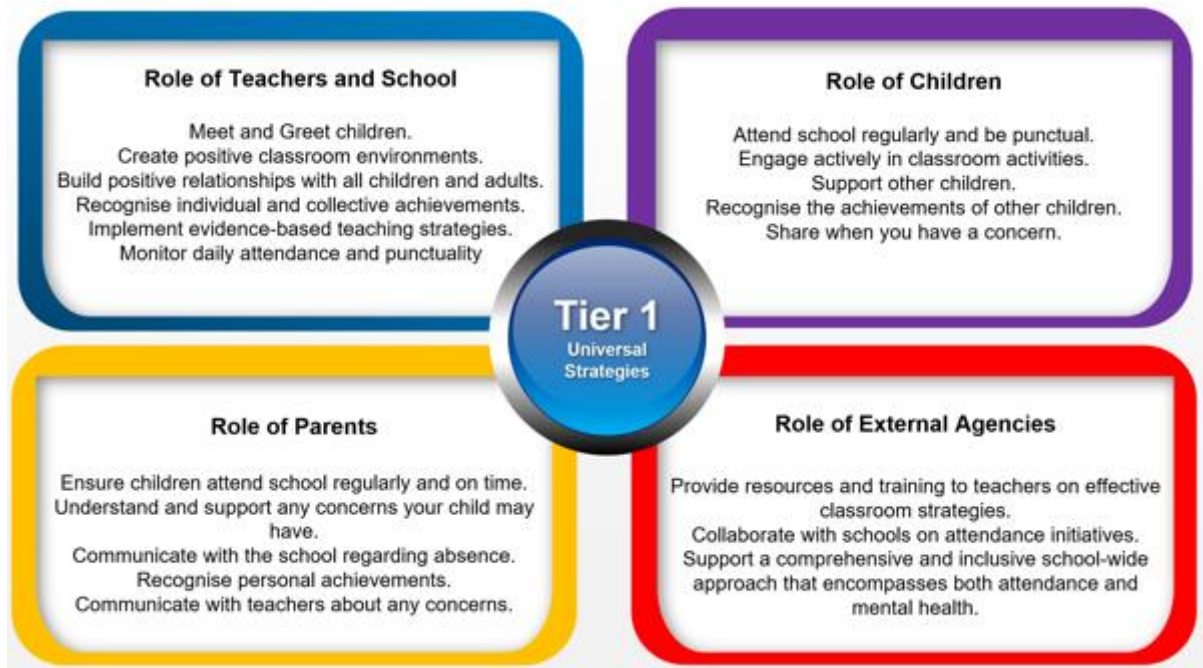 Role of Teachers and School
Meet and Greet children.
Create positive classroom environments.
Build positive relationships with all children and adults.
Recognise individual and collective achievements.
Implement evidence-based teaching strategies.
Monitor daily attendance and punctuality
Role of Children
Attend school regularly and be punctual.
Engage actively in classroom activities.
Support other children.
Recognise the achievements of other children.
Share when you have a concern.
Tier 1
Universal
Strategies
Role of Parents
Ensure children attend school regularly and on time.
Understand and support any concerns your child may
have.
Communicate with the school regarding absence.
Recognise personal achievements.
Communicate with teachers about any concerns.
Role of External Agencies
Provide resources and training to teachers on effective
classroom strategies.
Collaborate with schools on attendance initiatives.
Support a comprehensive and inclusive school-wide
approach that encompasses both attendance and
mental health.